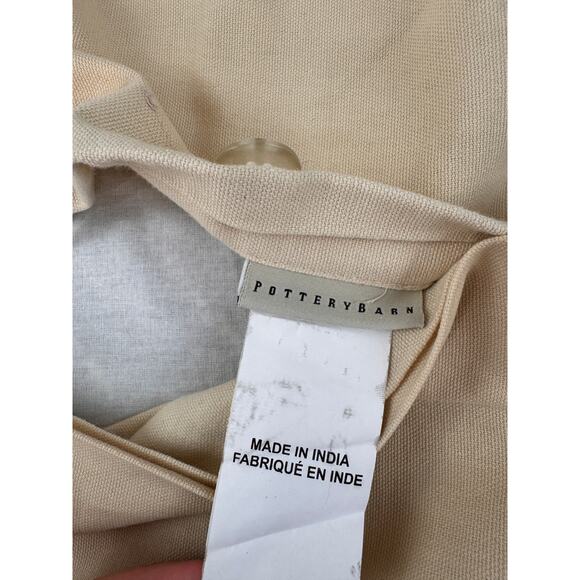 POTTERYBARN
MADE IN INDIA
FABRIQUÉ EN INDE